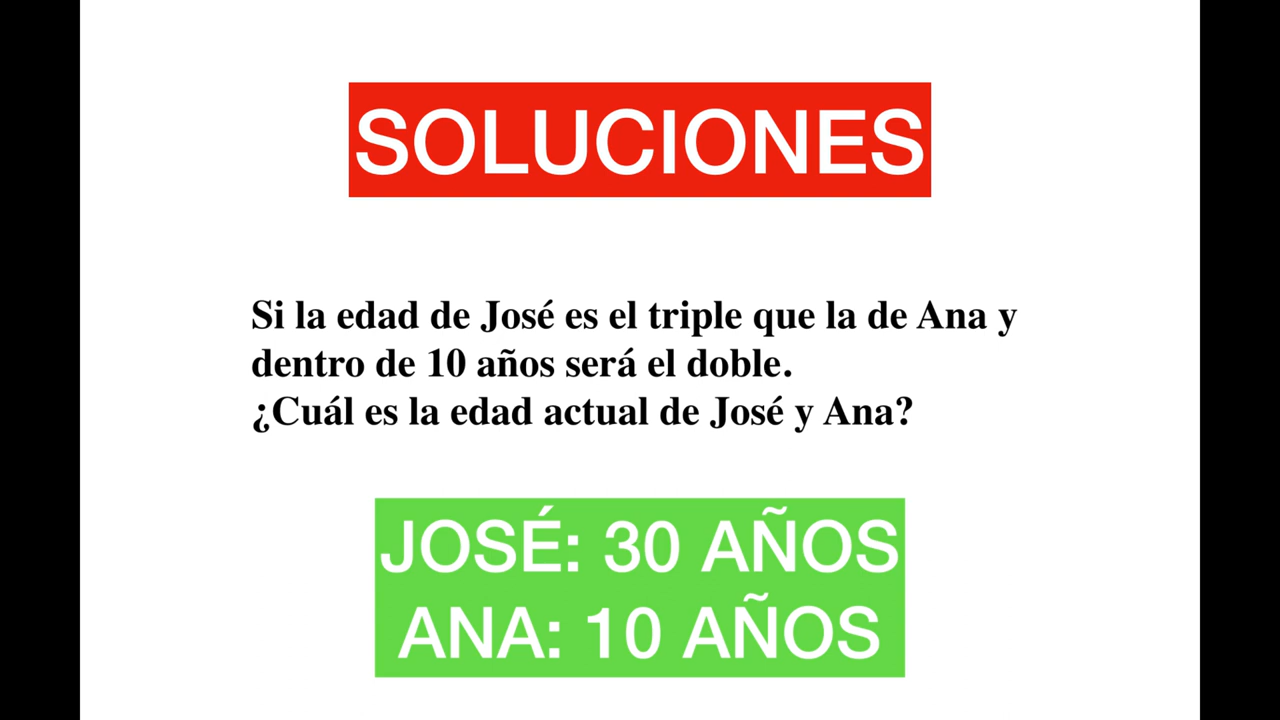 SOLUCIONES
Si la edad de José es el triple que la de Ana y
dentro de 10 años será el doble.
¿Cuál es la edad actual de José y Ana?
JOSÉ: 30 AÑOS
ANA: 10 AÑOS